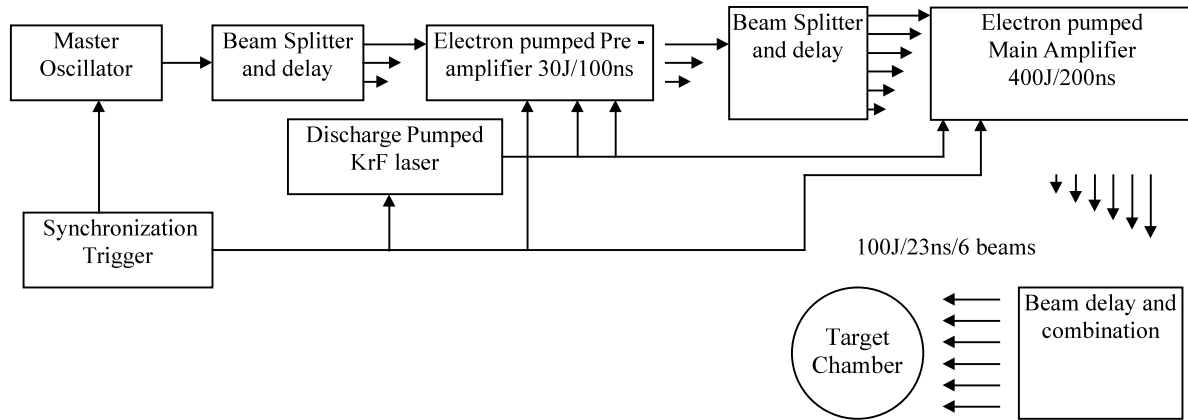 Master
Oscillator
Beam Splitter
and delay
Electron pumped Pre -
amplifier 30J/100ns
Beam Splitter
and delay
Electron pumped
Main Amplifier
400J/200ns
Discharge Pumped
KrF laser
Synchronization
Trigger
100J/23ns/6 beams
Target
Chamber
Beam delay and
combination